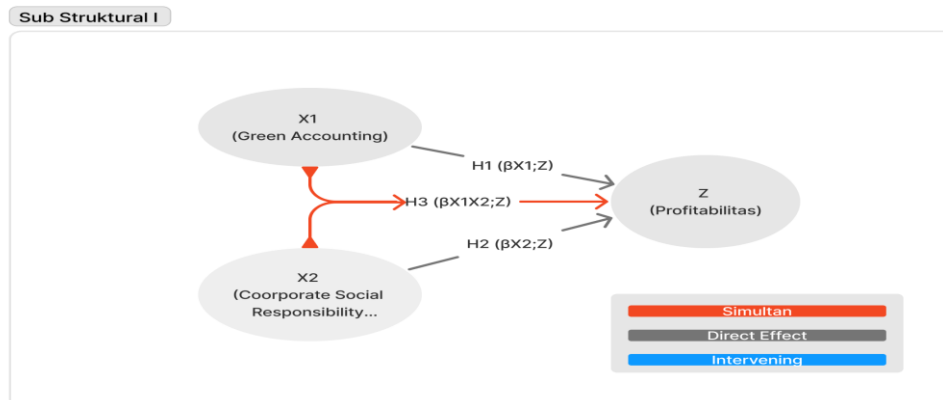 Sub Struktural I
X1
(Green Accounting)
H1 (βX1;Z)
Z
(Profitabilitas)
H3 (βX1X2;Z)
H2 (βX2;Z)
X2
(Coorporate Social
Responsibility...
Simultan
Direct Effect
Intervening